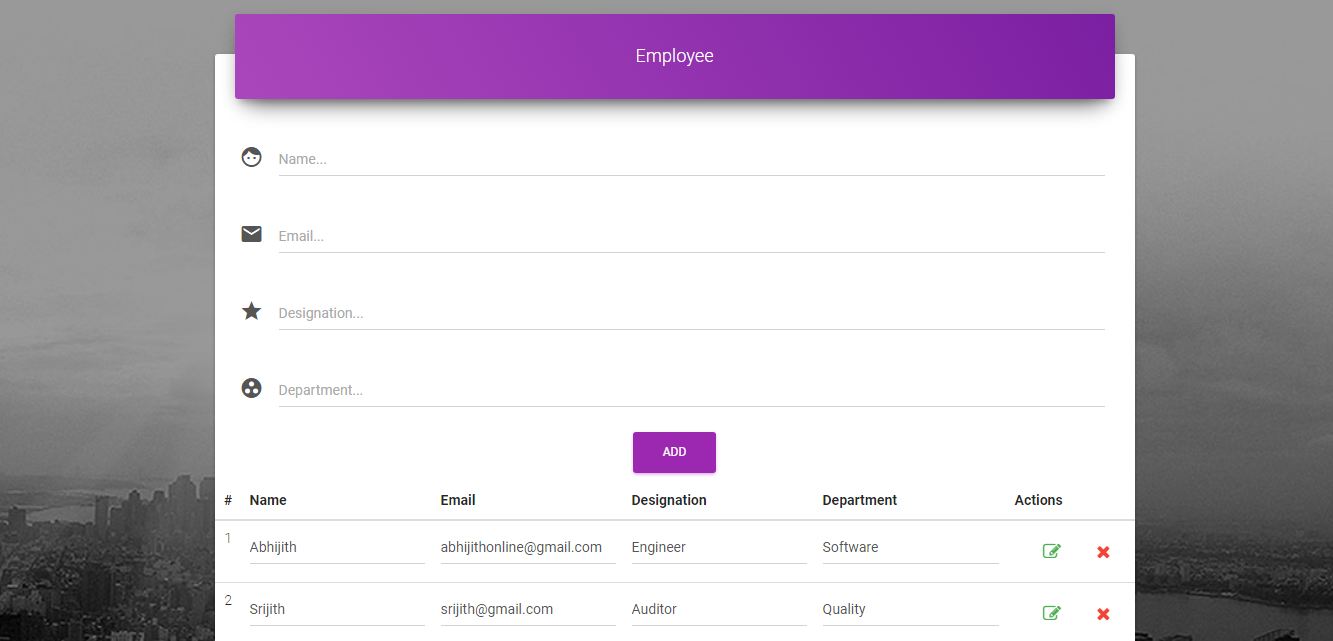 Employee
Name...
Email...
Designation...
Department...
ADD
# Name Email Designation Department Actions
1 Abhijith abhijithonline@gmail.com Engineer Software
2 Srijith srijith@gmail.com Auditor Quality